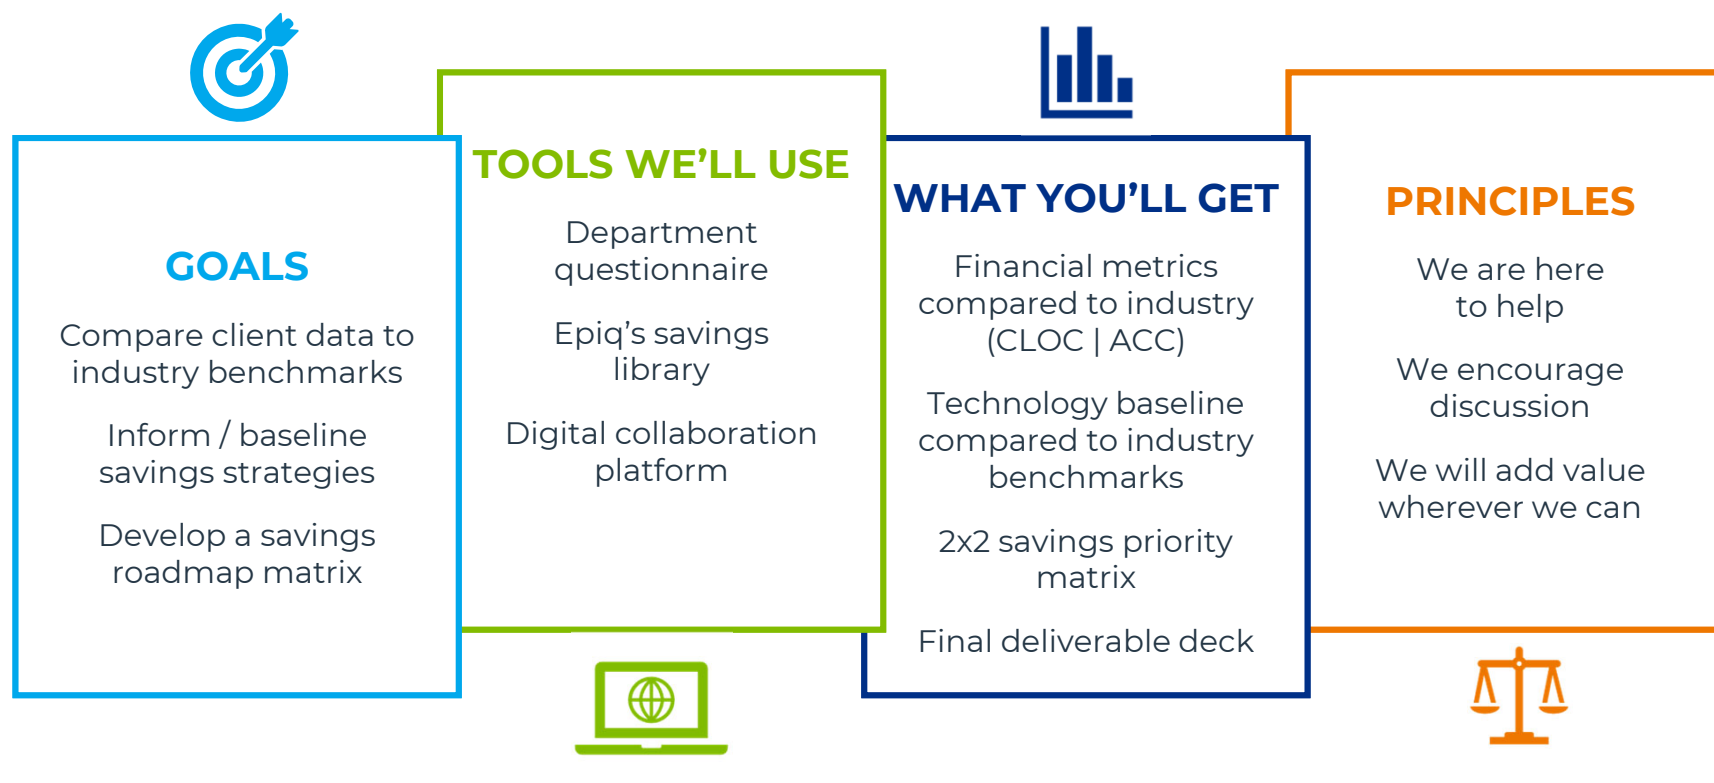 GOALS
Compare client data to
industry benchmarks
Inform / baseline
savings strategies
Develop a savings
roadmap matrix
TOOLS WE’LL USE
Department
questionnaire
Epiq’s savings
library
Digital collaboration
platform
WHAT YOU’LL GET
Financial metrics
compared to industry
(CLOC | ACC)
Technology baseline
compared to industry
benchmarks
2x2 savings priority
matrix
Final deliverable deck
PRINCIPLES
We are here
to help
We encourage
discussion
We will add value
wherever we can